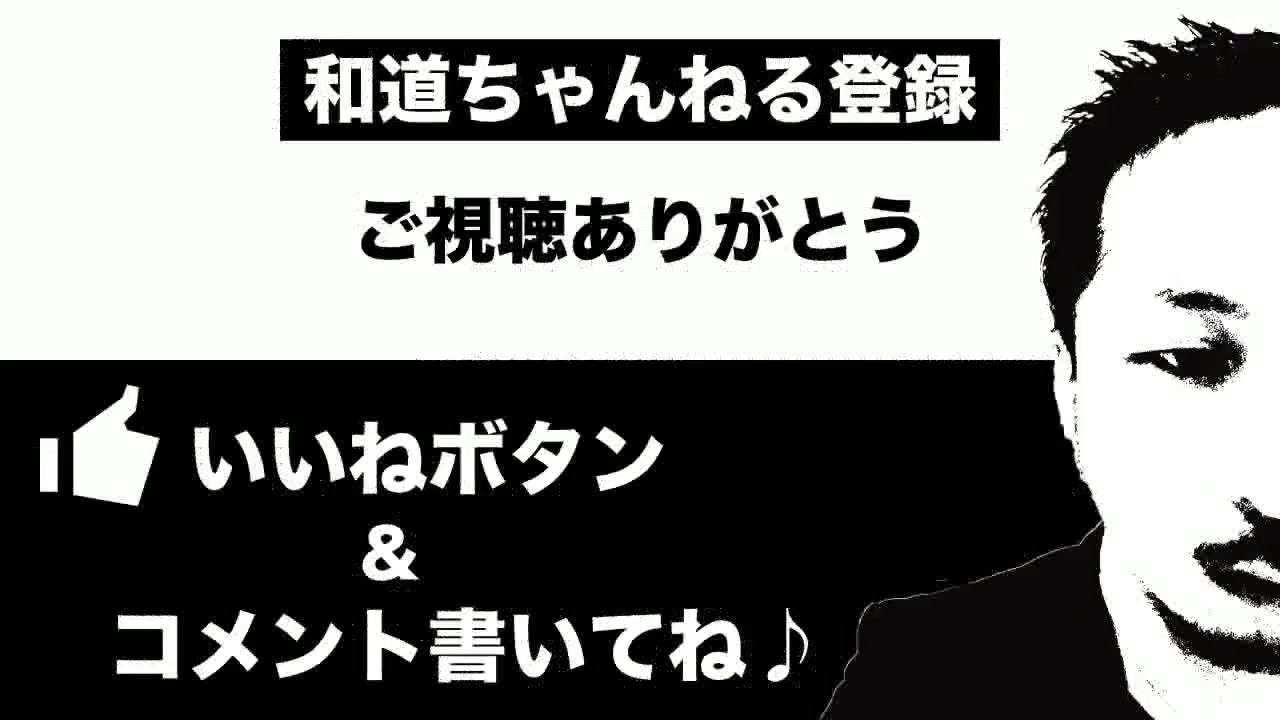 和道ちゃんねる登録
ご視聴ありがとう
いいねボタン
&
コメント書いてね♪